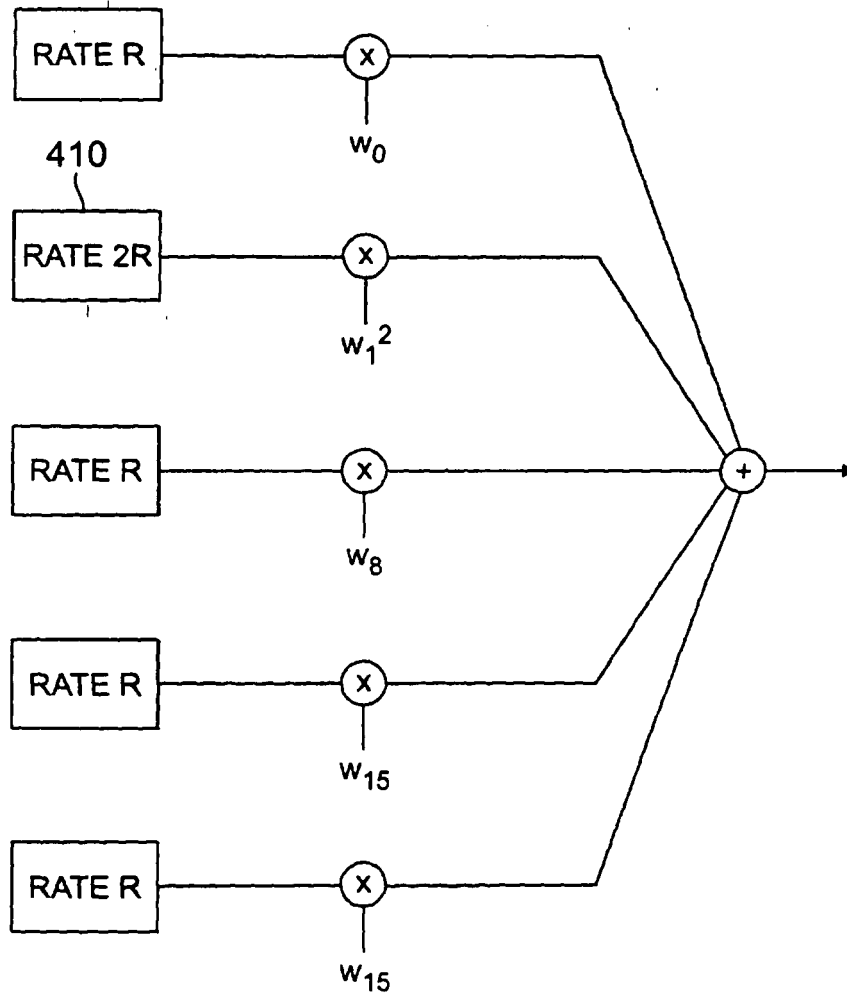 RATE R
X
w₀
410
RATE 2R
X
w₁²
RATE R
X
+
w₈
RATE R
X
w₁₅
RATE R
X
w₁₅